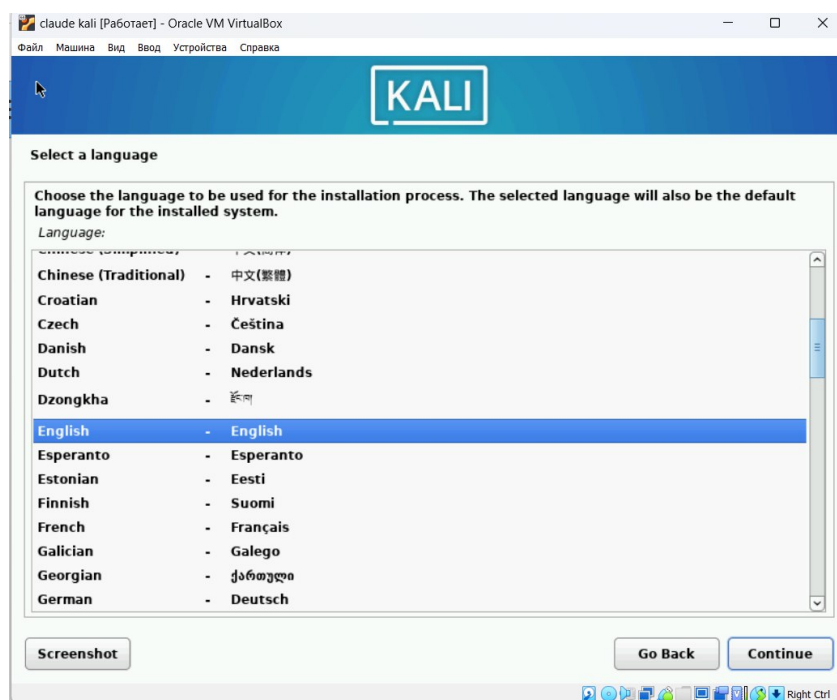 claude kali [Работает] - Oracle VM VirtualBox
Файл Машина Вид Ввод Устройства Справка
KALI
Select a language
Choose the language to be used for the installation process. The selected language will also be the default
language for the installed system.
Language:
Chinese (Traditional) - 中文(繁體)
Croatian - Hrvatski
Czech - Čeština
Danish - Dansk
Dutch - Nederlands
Dzongkha - རྫོང་ཁ།
English - English
Esperanto - Esperanto
Estonian - Eesti
Finnish - Suomi
French - Français
Galician - Galego
Georgian - ქართული
German - Deutsch
Screenshot Go Back Continue
Right Ctrl